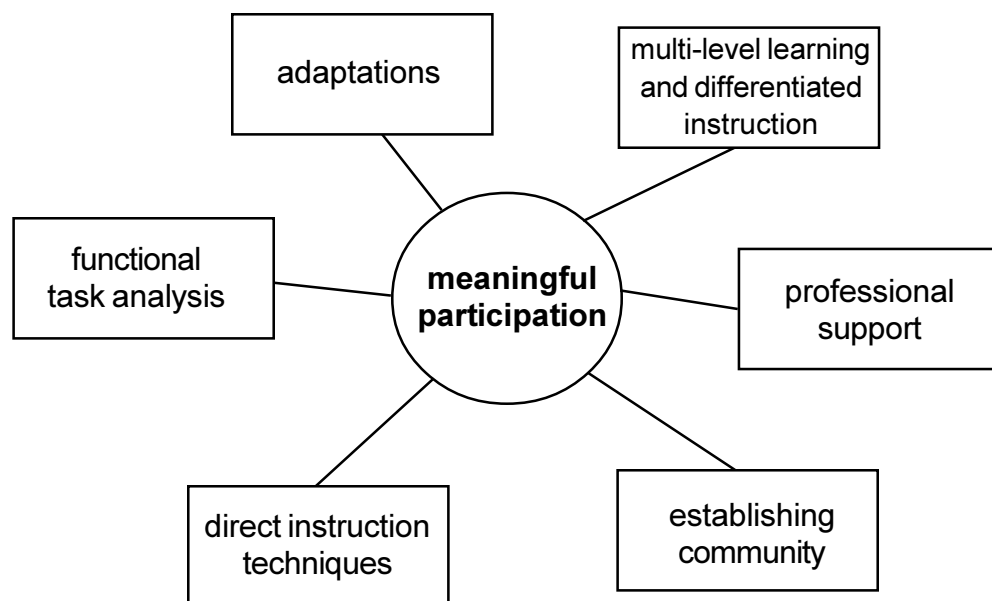 adaptations
multi-level learning
and differentiated
instruction
functional
task analysis
meaningful
participation
professional
support
direct instruction
techniques
establishing
community